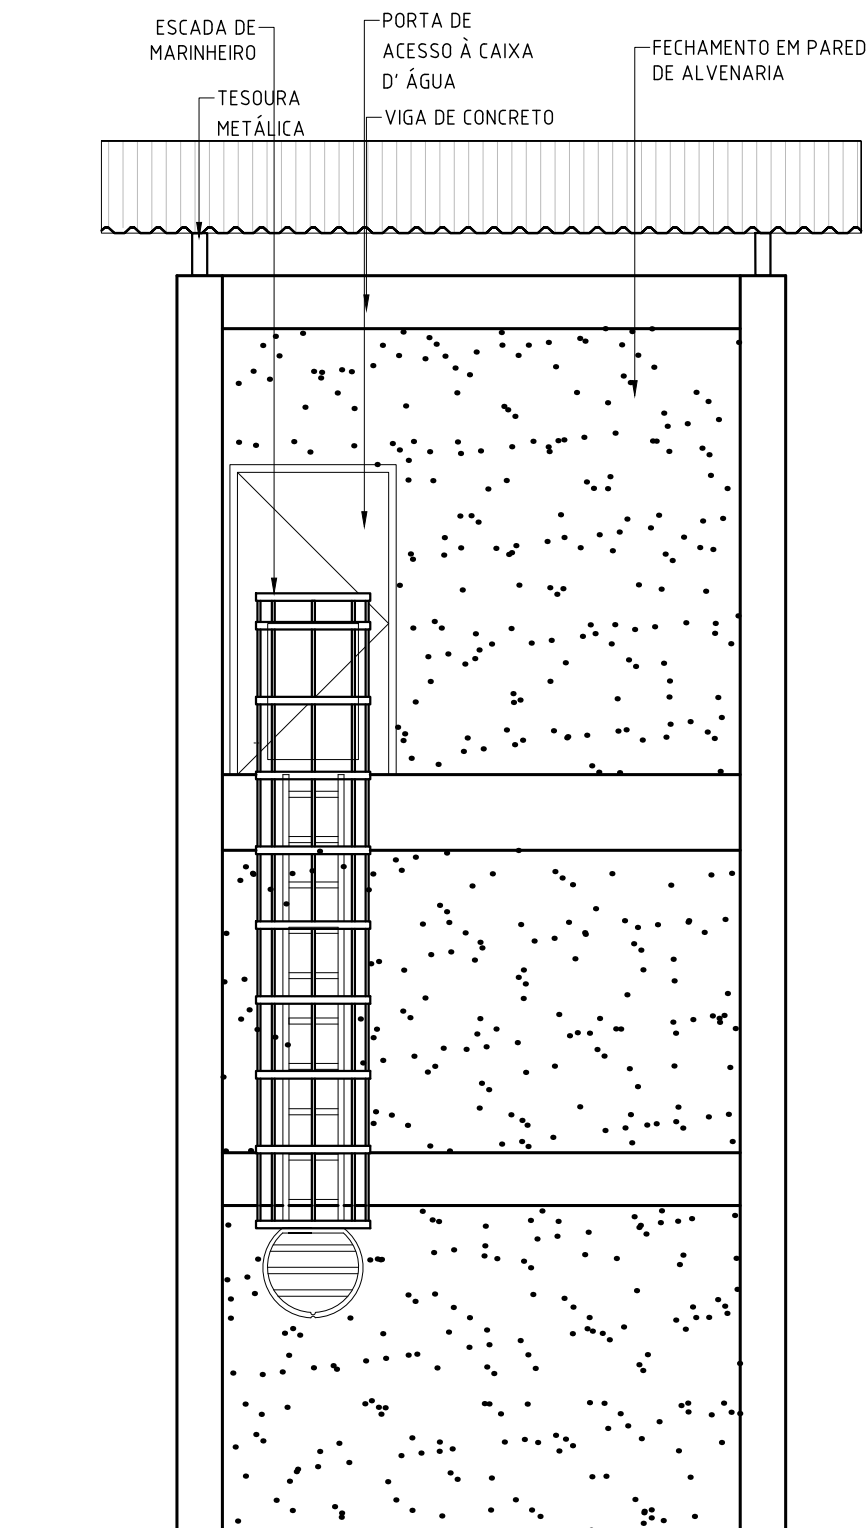 ESCADA DE
MARINHEIRO
PORTA DE
ACESSO À CAIXA
D' ÁGUA
FECHAMENTO EM PARED
DE ALVENARIA
TESOURA
METÁLICA
VIGA DE CONCRETO